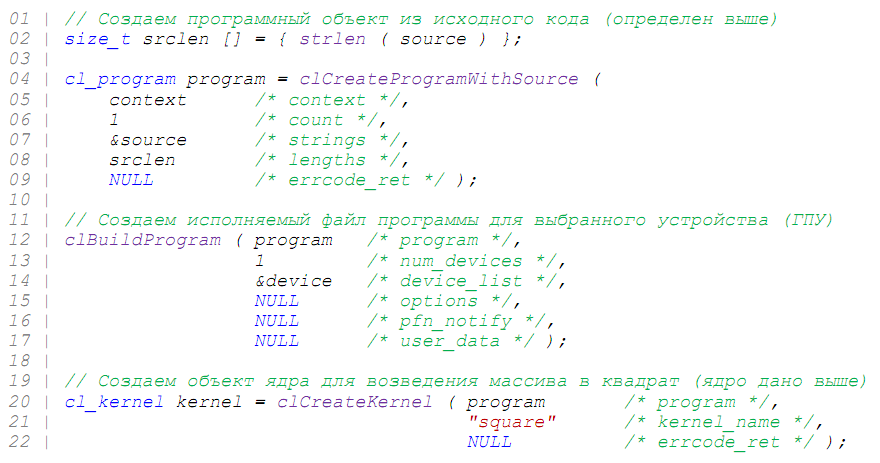 01 | // Создаем программный объект из исходного кода (определен выше)
02 | size_t srclen [] = { strlen ( source ) };
03 |
04 | cl_program program = clCreateProgramWithSource (
05 |     context      /* context */,
06 |     1            /* count */,
07 |     &source      /* strings */,
08 |     srclen       /* lengths */,
09 |     NULL         /* errcode_ret */ );
10 |
11 | // Создаем исполняемый файл программы для выбранного устройства (ГПУ)
12 | clBuildProgram ( program   /* program */,
13 |                  1         /* num_devices */,
14 |                  &device   /* device_list */,
15 |                  NULL      /* options */,
16 |                  NULL      /* pfn_notify */,
17 |                  NULL      /* user_data */ );
18 |
19 | // Создаем объект ядра для возведения массива в квадрат (ядро дано выше)
20 | cl_kernel kernel = clCreateKernel ( program       /* program */,
21 |                                     "square"      /* kernel_name */,
22 |                                     NULL          /* errcode_ret */ );